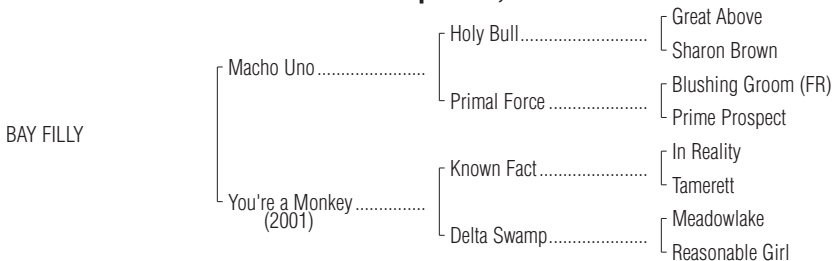 Great Above
Holy Bull
Sharon Brown
Macho Uno
Blushing Groom (FR)
Primal Force
Prime Prospect
BAY FILLY
In Reality
Known Fact
Tamerett
You're a Monkey
(2001)
Meadowlake
Delta Swamp
Reasonable Girl